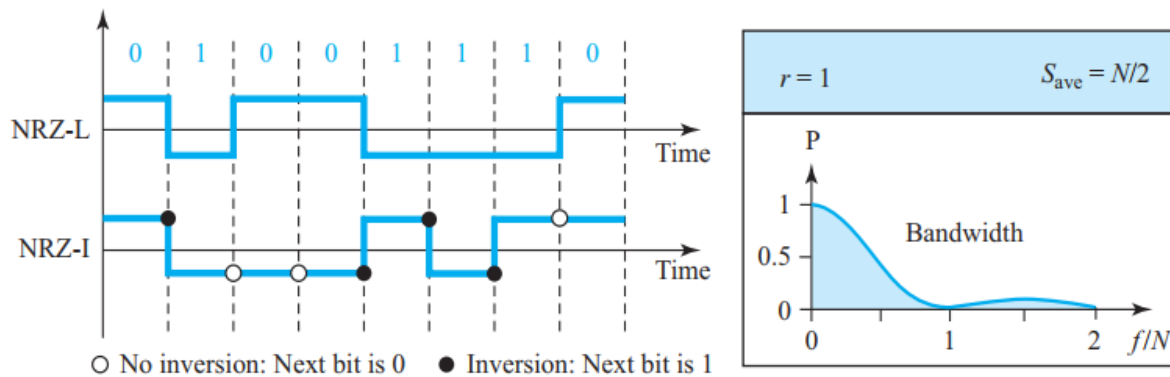 0 1 0 0 1 1 1 0
NRZ-L
Time
NRZ-I
Time
No inversion: Next bit is 0 Inversion: Next bit is 1
r = 1 S_ave = N/2
P
1
Bandwidth
0.5
0
0 1 2 f/N